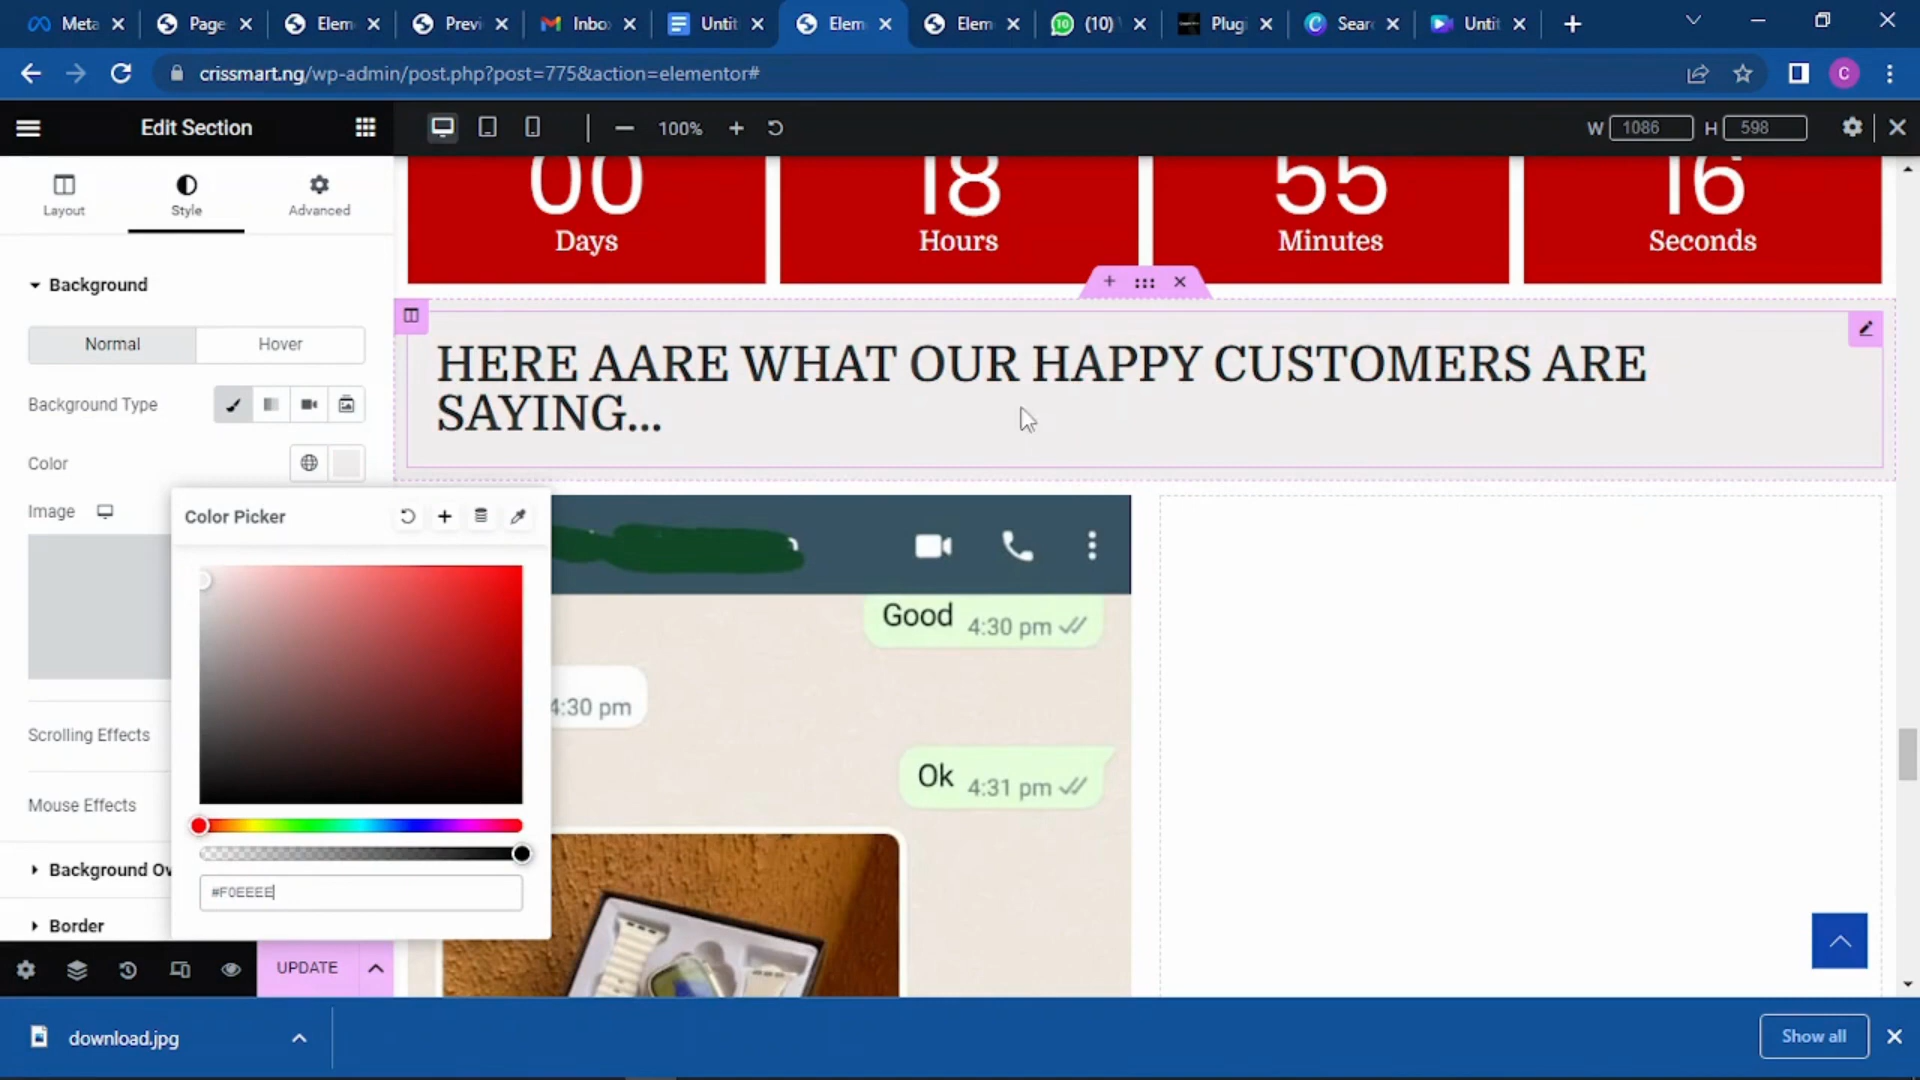 Meta
Page
Elem
Previ
Inbo
Untit
Elem
Elem
(10)
Plugi
Sear
Untit
crissmart.ng/wp-admin/post.php?post=775&action=elementor#
C
Edit Section
100%
W 1086 H 598
Layout
Style
Advanced
00
18
55
16
Days
Hours
Minutes
Seconds
Background
Normal
Hover
HERE AARE WHAT OUR HAPPY CUSTOMERS ARE
SAYING...
Background Type
Color
Image
Color Picker
Good 4:30 pm
4:30 pm
Scrolling Effects
Ok 4:31 pm
Mouse Effects
Background Ov
#F0EEEE
Border
UPDATE
download.jpg
Show all